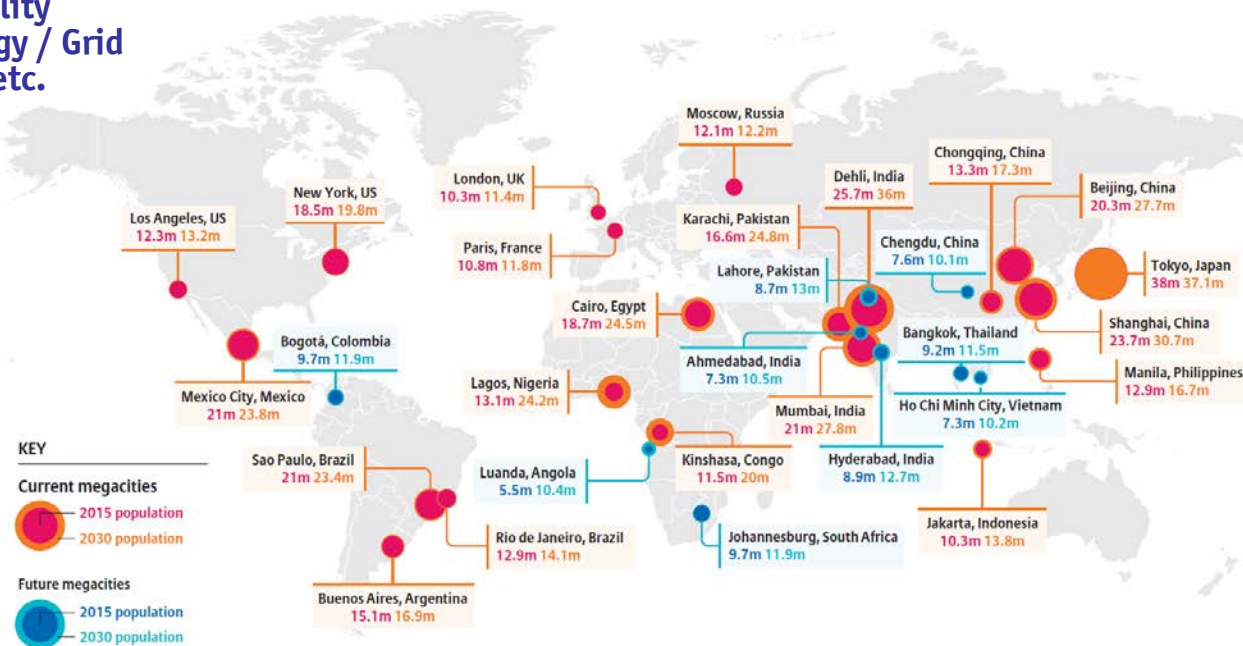 lity
gy / Grid
etc.
Moscow, Russia
12.1m 12.2m
Chongqing, China
13.3m 17.3m
London, UK
10.3m 11.4m
Dehli, India
25.7m 36m
New York, US
18.5m 19.8m
Beijing, China
20.3m 27.7m
Los Angeles, US
12.3m 13.2m
Karachi, Pakistan
16.6m 24.8m
Paris, France
10.8m 11.8m
Chengdu, China
7.6m 10.1m
Lahore, Pakistan
8.7m 13m
Tokyo, Japan
38m 37.1m
Cairo, Egypt
18.7m 24.5m
Shanghai, China
23.7m 30.7m
Bogotá, Colombia
9.7m 11.9m
Bangkok, Thailand
9.2m 11.5m
Ahmedabad, India
7.3m 10.5m
Manila, Philippines
12.9m 16.7m
Lagos, Nigeria
13.1m 24.2m
Mexico City, Mexico
21m 23.8m
Mumbai, India
21m 27.8m
Ho Chi Minh City, Vietnam
7.3m 10.2m
KEY
Current megacities
2015 population
2030 population
Future megacities
2015 population
2030 population
Sao Paulo, Brazil
21m 23.4m
Luanda, Angola
5.5m 10.4m
Kinshasa, Congo
11.5m 20m
Hyderabad, India
8.9m 12.7m
Rio de Janeiro, Brazil
12.9m 14.1m
Johannesburg, South Africa
9.7m 11.9m
Jakarta, Indonesia
10.3m 13.8m
Buenos Aires, Argentina
15.1m 16.9m